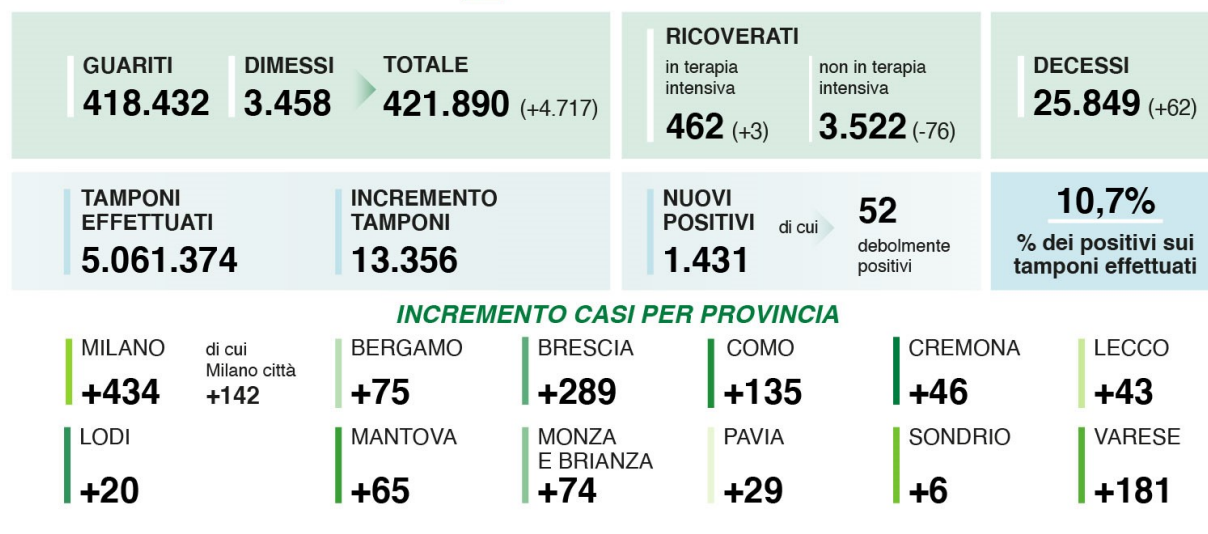 GUARITI
418.432
DIMESSI
3.458
TOTALE
421.890 (+4.717)
RICOVERATI
in terapia
intensiva
462 (+3)
non in terapia
intensiva
3.522 (-76)
DECESSI
25.849 (+62)
TAMPONI
EFFETTUATI
5.061.374
INCREMENTO
TAMPONI
13.356
NUOVI
POSITIVI
1.431
di cui
52
debolmente
positivi
10,7%
% dei positivi sui
tamponi effettuati
INCREMENTO CASI PER PROVINCIA
MILANO
+434
di cui
Milano città
+142
BERGAMO
+75
BRESCIA
+289
COMO
+135
CREMONA
+46
LECCO
+43
LODI
+20
MANTOVA
+65
MONZA
E BRIANZA
+74
PAVIA
+29
SONDRIO
+6
VARESE
+181